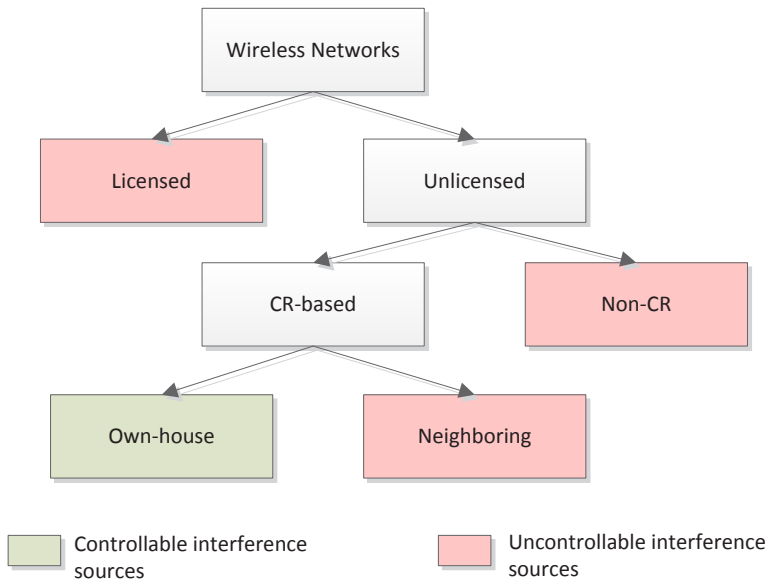 Wireless Networks
Licensed
Unlicensed
CR-based
Non-CR
Own-house
Neighboring
Controllable interference
sources
Uncontrollable interference
sources